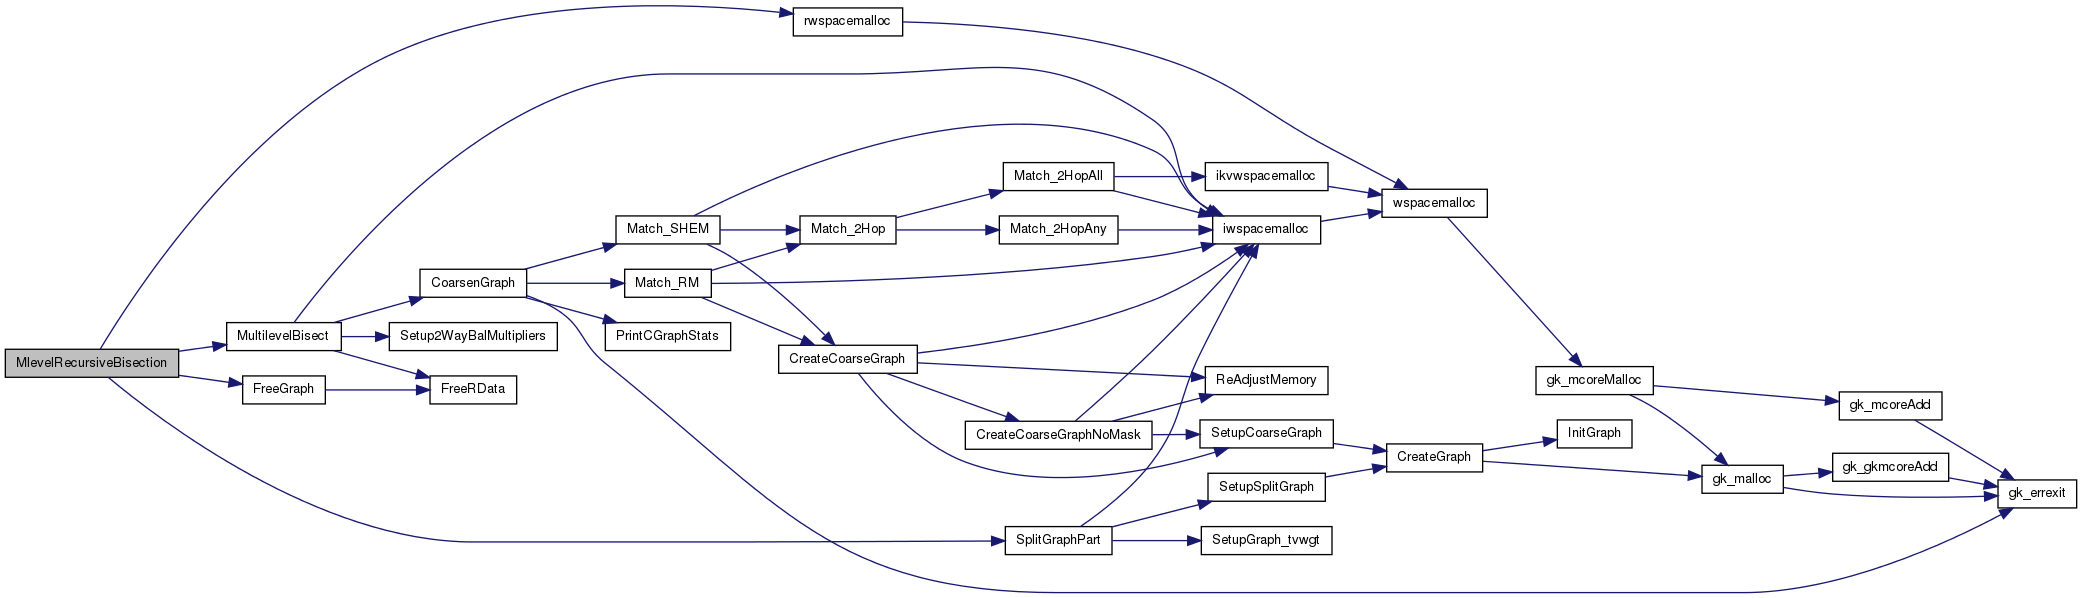 rwspacemalloc
Match_2HopAll
ikvwspacemalloc
wspacemalloc
Match_SHEM
Match_2Hop
Match_2HopAny
iwspacemalloc
CoarsenGraph
Match_RM
MultilevelBisect
Setup2WayBalMultipliers
PrintCGraphStats
MlevelRecursiveBisection
CreateCoarseGraph
FreeGraph
FreeRData
ReAdjustMemory
gk_mcoreMalloc
gk_mcoreAdd
CreateCoarseGraphNoMask
SetupCoarseGraph
InitGraph
CreateGraph
gk_gkmcoreAdd
SetupSplitGraph
gk_malloc
gk_errexit
SplitGraphPart
SetupGraph_tvwgt